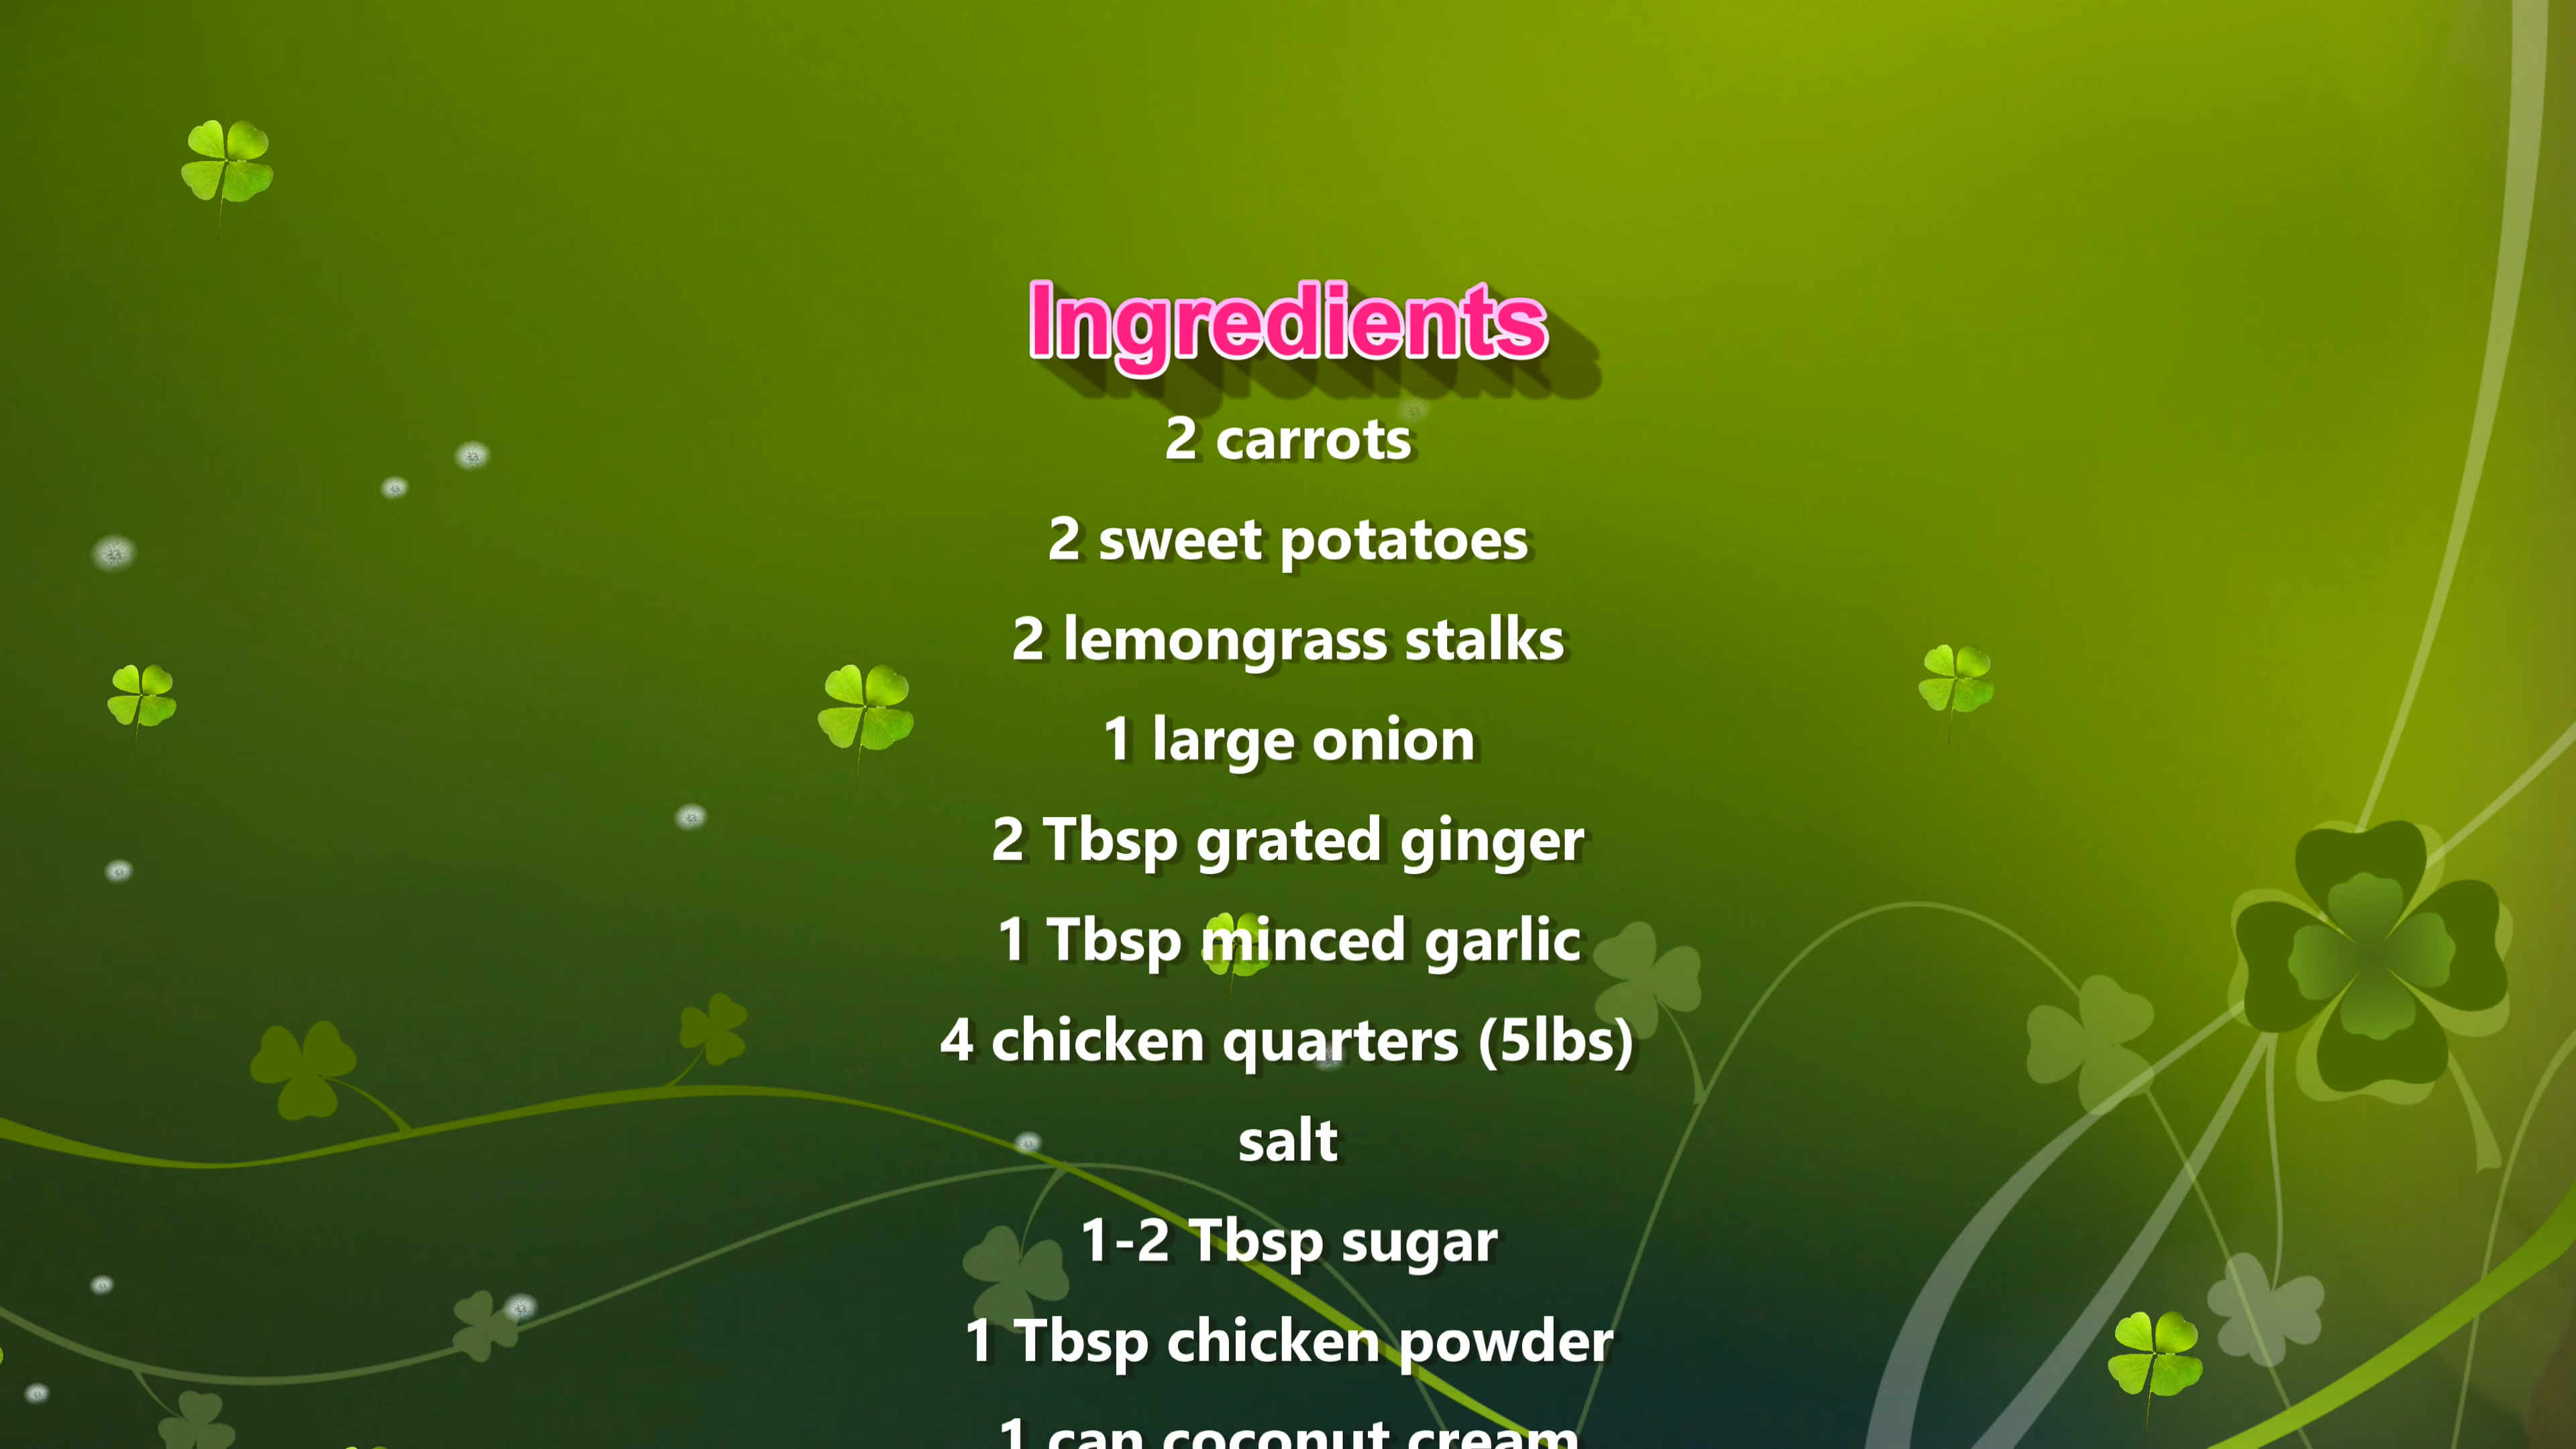 Ingredients
2 carrots
2 sweet potatoes
2 lemongrass stalks
1 large onion
2 Tbsp grated ginger
1 Tbsp minced garlic
4 chicken quarters (5lbs)
salt
1-2 Tbsp sugar
1 Tbsp chicken powder
1 can coconut cream